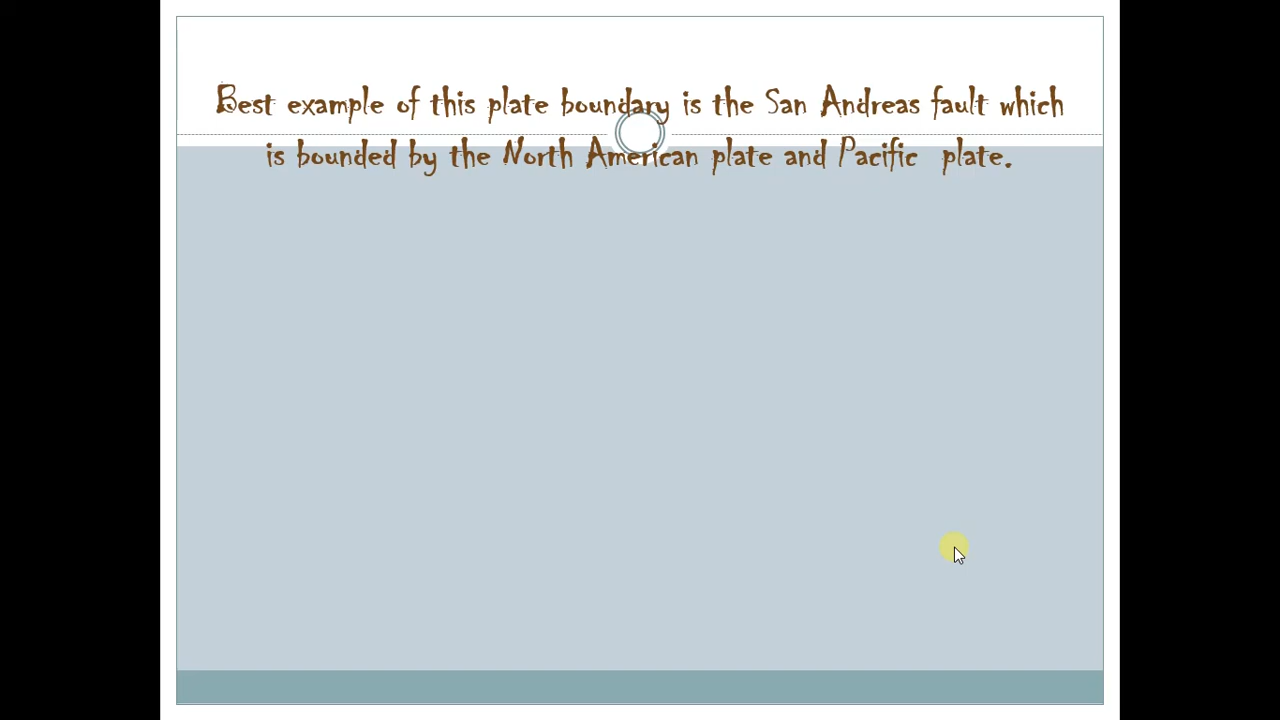 Best example of this plate boundary is the San Andreas fault which
is bounded by the North American plate and Pacific plate.